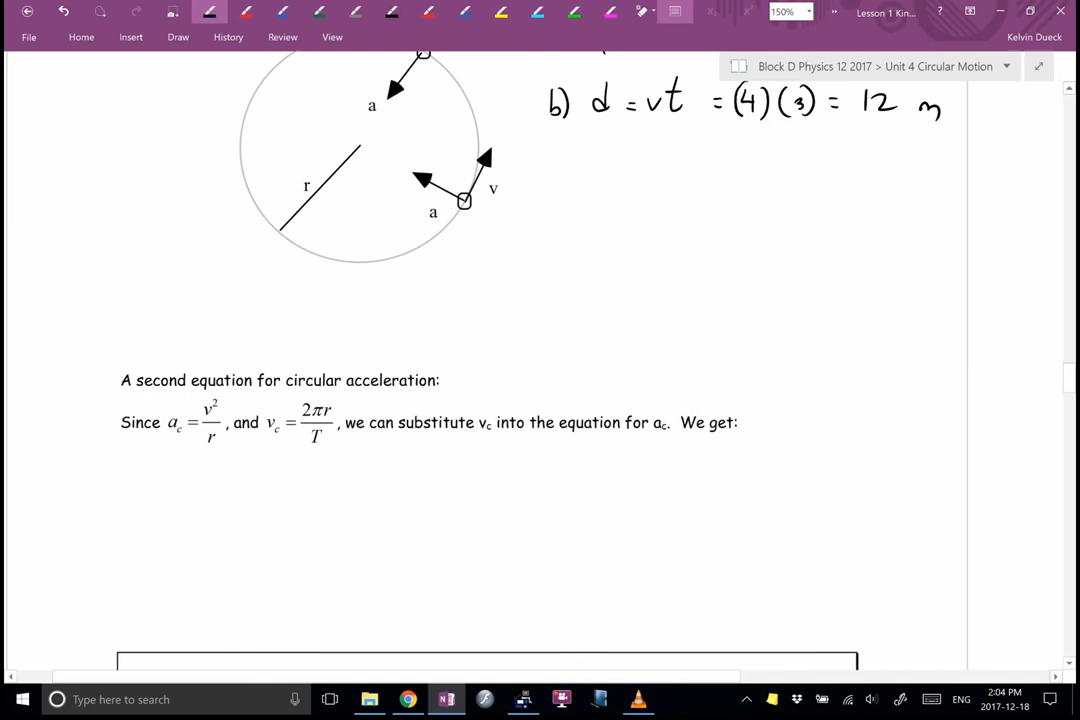 150%
Lesson 1 Kin...
?
File Home Insert Draw History Review View
Kelvin Dueck
Block D Physics 12 2017 > Unit 4 Circular Motion
b) d = vt = (4)(3) = 12 m
a
r
v
a
A second equation for circular acceleration:
Since a_c = v²/r, and v_c = 2πr/T, we can substitute v_c into the equation for a_c. We get:
Type here to search
ENG
2:04 PM
2017-12-18